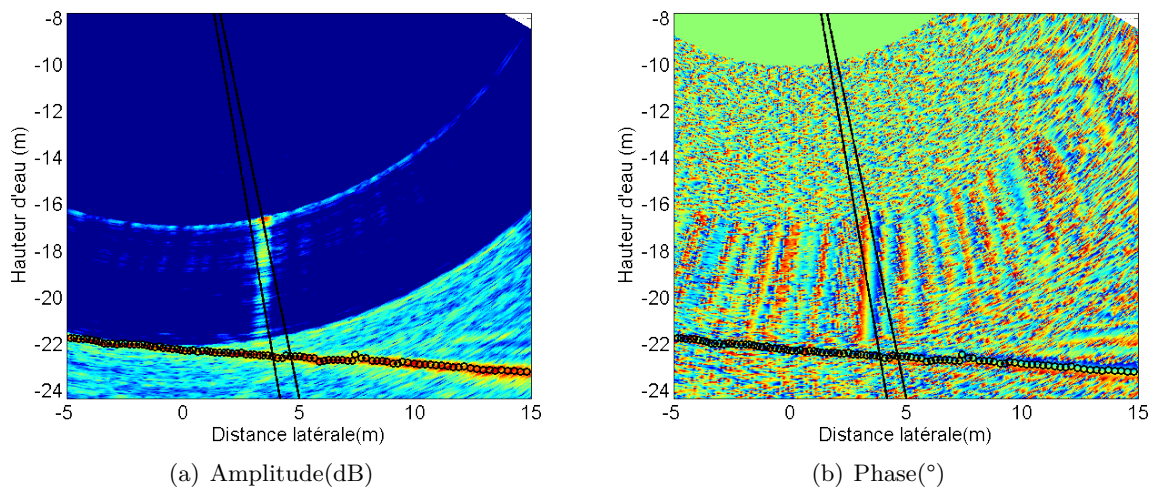 -8
-10
-12
-14
-16
-18
-20
-22
-24
Hauteur d'eau (m)
-5 0 5 10 15
Distance latérale(m)
(a) Amplitude(dB)
-8
-10
-12
-14
-16
-18
-20
-22
-24
Hauteur d'eau (m)
-5 0 5 10 15
Distance latérale(m)
(b) Phase(°)